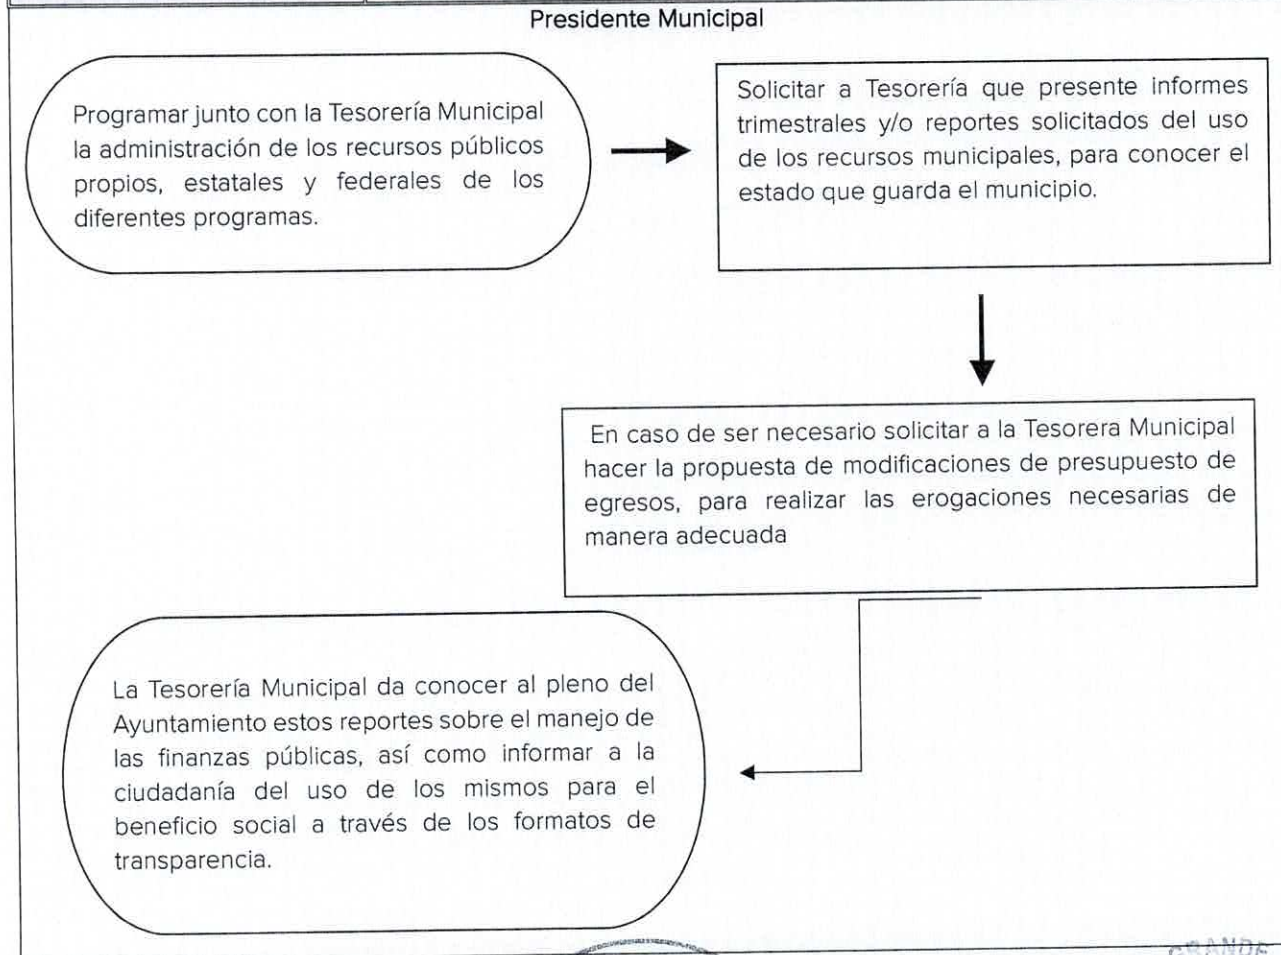 Presidente Municipal
Programar junto con la Tesorería Municipal
la administración de los recursos públicos
propios, estatales y federales de los
diferentes programas.
Solicitar a Tesorería que presente informes
trimestrales y/o reportes solicitados del uso
de los recursos municipales, para conocer el
estado que guarda el municipio.
En caso de ser necesario solicitar a la Tesorera Municipal
hacer la propuesta de modificaciones de presupuesto de
egresos, para realizar las erogaciones necesarias de
manera adecuada
La Tesorería Municipal da conocer al pleno del
Ayuntamiento estos reportes sobre el manejo de
las finanzas públicas, así como informar a la
ciudadanía del uso de los mismos para el
beneficio social a través de los formatos de
transparencia.
GRANDE